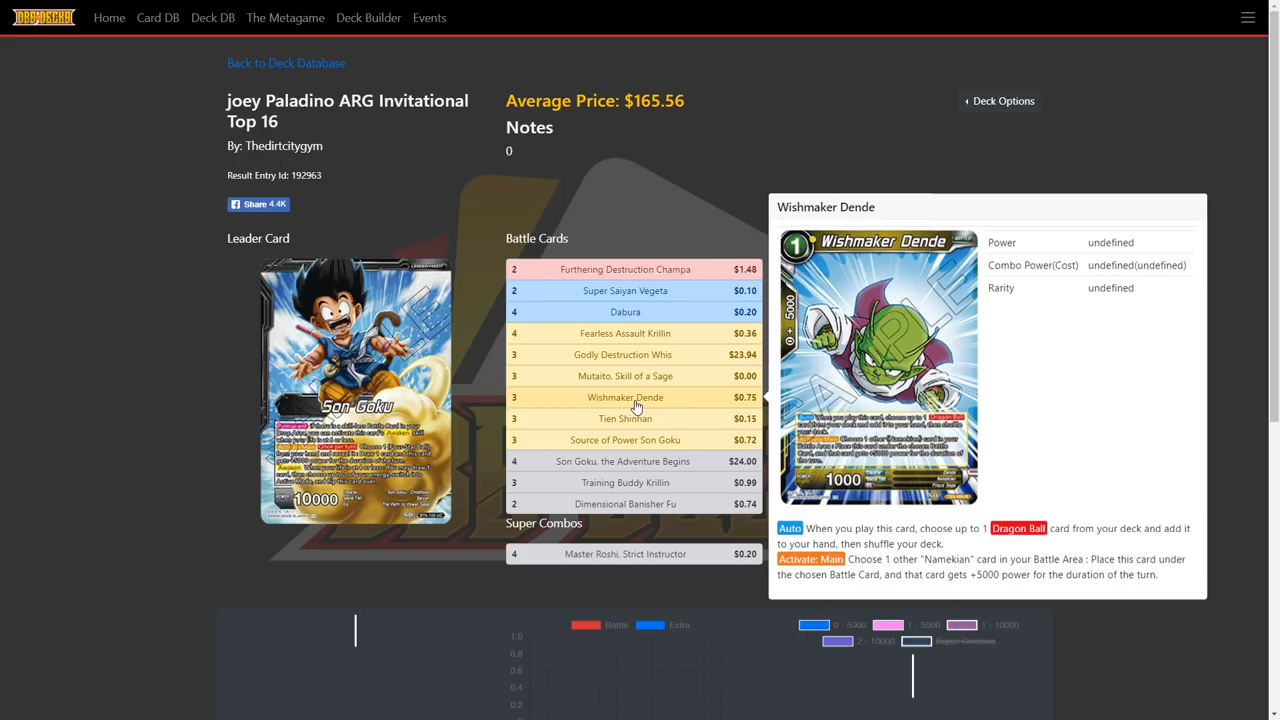 DBS DECKS
Home
Card DB
Deck DB
The Metagame
Deck Builder
Events
Back to Deck Database
joey Paladino ARG Invitational
Top 16
By: Thedirtcitygym
Result Entry Id: 192963
Share 4.4K
Average Price: $165.56
Notes
0
Deck Options
Leader Card
Son Goku
POWER
10000
Battle Cards
2 Furthering Destruction Champa $1.48
2 Super Saiyan Vegeta $0.10
4 Dabura $0.20
4 Fearless Assault Krillin $0.36
3 Godly Destruction Whis $23.94
3 Mutaito, Skill of a Sage $0.00
3 Wishmaker Dende $0.75
3 Tien Shinhan $0.15
3 Source of Power Son Goku $0.72
4 Son Goku, the Adventure Begins $24.00
3 Training Buddy Krillin $0.99
2 Dimensional Banisher Fu $0.74
Super Combos
4 Master Roshi, Strict Instructor $0.20
Wishmaker Dende
1
Wishmaker Dende
+ 5000
POWER
1000
Power undefined
Combo Power(Cost) undefined(undefined)
Rarity undefined
Auto When you play this card, choose up to 1 Dragon Ball card from your deck and add it
to your hand, then shuffle your deck.
Activate: Main Choose 1 other "Namekian" card in your Battle Area : Place this card under
the chosen Battle Card, and that card gets +5000 power for the duration of the turn.
Battle
Extra
1.0
0.8
0.6
0.4
0.2
0 - 5000
1 - 5000
1 - 10000
2 - 10000
Super Combos